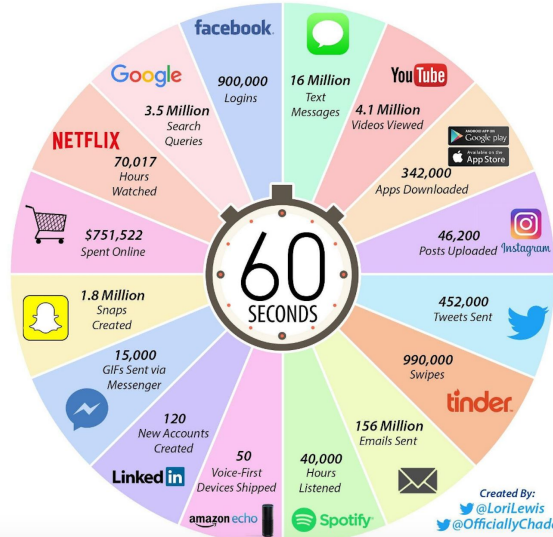 facebook.
900,000
Logins
16 Million
Text
Messages
YouTube
4.1 Million
Videos Viewed
ANDROID APP ON
Google play
Available on the
App Store
342,000
Apps Downloaded
46,200
Posts Uploaded
Instagram
452,000
Tweets Sent
990,000
Swipes
tinder
156 Million
Emails Sent
40,000
Hours
Listened
Spotify
50
Voice-First
Devices Shipped
amazon echo
120
New Accounts
Created
Linked in
15,000
GIFs Sent via
Messenger
1.8 Million
Snaps
Created
$751,522
Spent Online
NETFLIX
70,017
Hours
Watched
Google
3.5 Million
Search
Queries
60
SECONDS
Created By:
@LoriLewis
@OfficiallyChadd